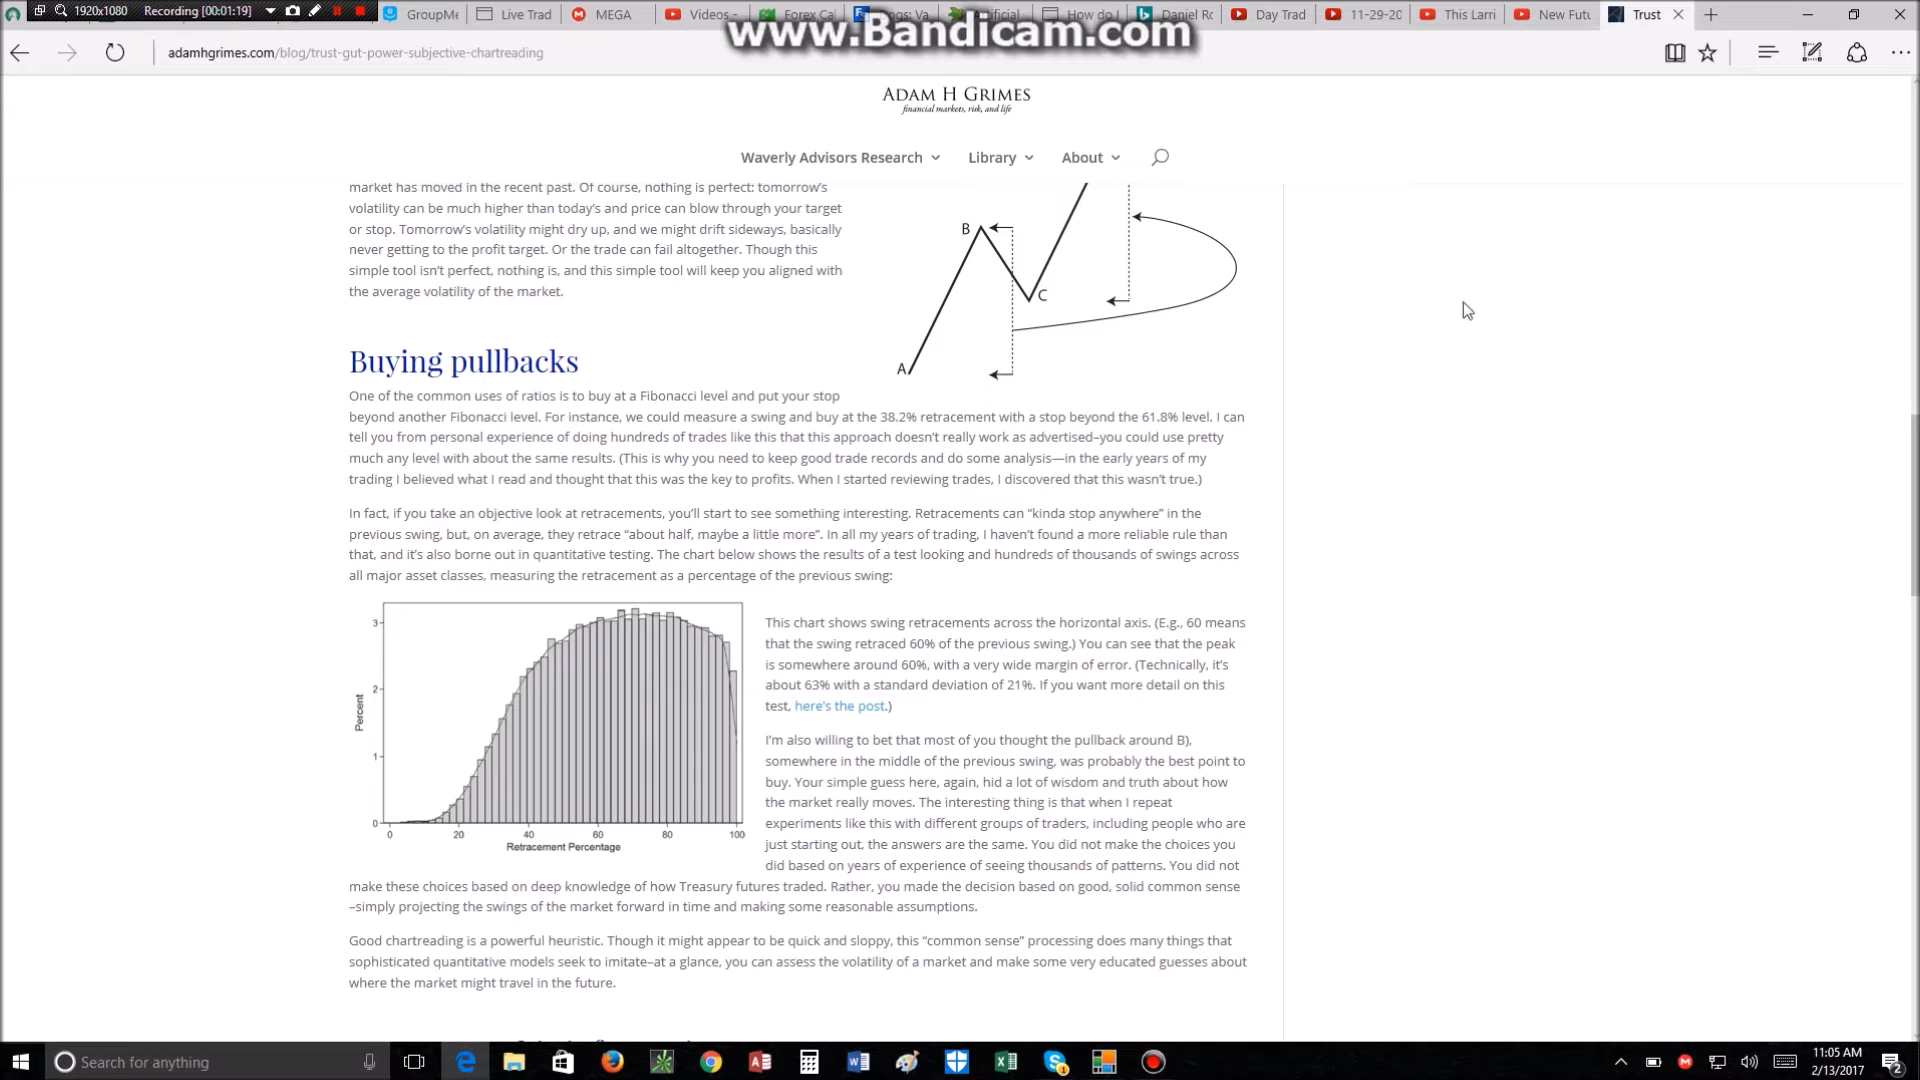 1920x1080 Recording [00:01:19] GroupMe Live Trad MEGA Videos - Forex Ca Day Trad 11-29-20 This Larri New Futu Trust
www.Bandicam.com
adamhgrimes.com/blog/trust-gut-power-subjective-chartreading
ADAM H GRIMES
financial markets, risk, and life
Waverly Advisors Research Library About
market has moved in the recent past. Of course, nothing is perfect: tomorrow's
volatility can be much higher than today's and price can blow through your target
or stop. Tomorrow's volatility might dry up, and we might drift sideways, basically
never getting to the profit target. Or the trade can fail altogether. Though this
simple tool isn't perfect, nothing is, and this simple tool will keep you aligned with
the average volatility of the market.
B
C
A
Buying pullbacks
One of the common uses of ratios is to buy at a Fibonacci level and put your stop
beyond another Fibonacci level. For instance, we could measure a swing and buy at the 38.2% retracement with a stop beyond the 61.8% level. I can
tell you from personal experience of doing hundreds of trades like this that this approach doesn't really work as advertised–you could use pretty
much any level with about the same results. (This is why you need to keep good trade records and do some analysis—in the early years of my
trading I believed what I read and thought that this was the key to profits. When I started reviewing trades, I discovered that this wasn't true.)
In fact, if you take an objective look at retracements, you'll start to see something interesting. Retracements can “kinda stop anywhere” in the
previous swing, but, on average, they retrace “about half, maybe a little more”. In all my years of trading, I haven't found a more reliable rule than
that, and it's also borne out in quantitative testing. The chart below shows the results of a test looking and hundreds of thousands of swings across
all major asset classes, measuring the retracement as a percentage of the previous swing:
3
2
1
0
Percent
0 20 40 60 80 100
Retracement Percentage
This chart shows swing retracements across the horizontal axis. (E.g., 60 means
that the swing retraced 60% of the previous swing.) You can see that the peak
is somewhere around 60%, with a very wide margin of error. (Technically, it's
about 63% with a standard deviation of 21%. If you want more detail on this
test, here's the post.)
I'm also willing to bet that most of you thought the pullback around B),
somewhere in the middle of the previous swing, was probably the best point to
buy. Your simple guess here, again, hid a lot of wisdom and truth about how
the market really moves. The interesting thing is that when I repeat
experiments like this with different groups of traders, including people who are
just starting out, the answers are the same. You did not make the choices you
did based on years of experience of seeing thousands of patterns. You did not
make these choices based on deep knowledge of how Treasury futures traded. Rather, you made the decision based on good, solid common sense
–simply projecting the swings of the market forward in time and making some reasonable assumptions.
Good chartreading is a powerful heuristic. Though it might appear to be quick and sloppy, this “common sense” processing does many things that
sophisticated quantitative models seek to imitate–at a glance, you can assess the volatility of a market and make some very educated guesses about
where the market might travel in the future.
Search for anything
11:05 AM
2/13/2017
2